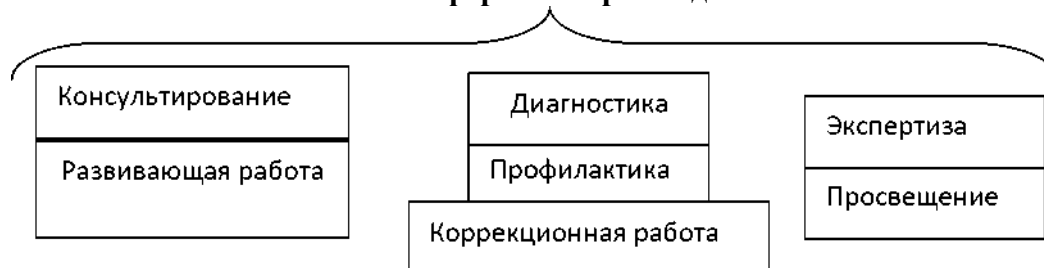 Консультирование
Развивающая работа
Диагностика
Профилактика
Коррекционная работа
Экспертиза
Просвещение